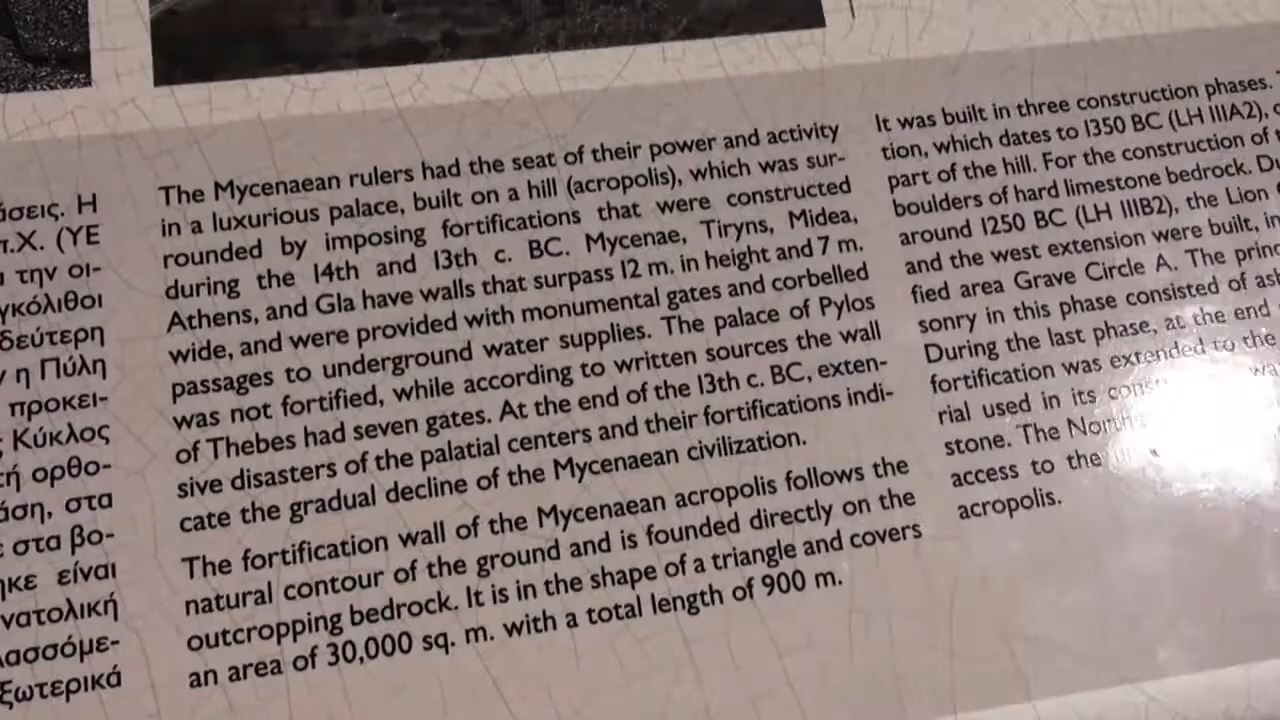 άσεις. Η
π.Χ. (ΥΕ
την οι-
γκόλιθοι
δεύτερη
η Πύλη
προκει-
Κύκλος
ορθο-
άση, στα
στα βο-
ηκε είναι
νατολική
λασσόμε-
ξωτερικά
The Mycenaean rulers had the seat of their power and activity
in a luxurious palace, built on a hill (acropolis), which was sur-
rounded by imposing fortifications that were constructed
during the 14th and 13th c. BC. Mycenae, Tiryns, Midea,
Athens, and Gla have walls that surpass 12 m. in height and 7 m.
wide, and were provided with monumental gates and corbelled
passages to underground water supplies. The palace of Pylos
was not fortified, while according to written sources the wall
of Thebes had seven gates. At the end of the 13th c. BC, exten-
sive disasters of the palatial centers and their fortifications indi-
cate the gradual decline of the Mycenaean civilization.
The fortification wall of the Mycenaean acropolis follows the
natural contour of the ground and is founded directly on the
outcropping bedrock. It is in the shape of a triangle and covers
an area of 30,000 sq. m. with a total length of 900 m.
It was built in three construction phases.
tion, which dates to 1350 BC (LH IIIA2),
part of the hill. For the construction of
boulders of hard limestone bedrock.
around 1250 BC (LH IIIB2), the Lion
and the west extension were built,
fied area Grave Circle A. The
sonry in this phase consisted of
During the last phase, at the end
fortification was extended to the
rial used in its
stone. The
access to the
acropolis.